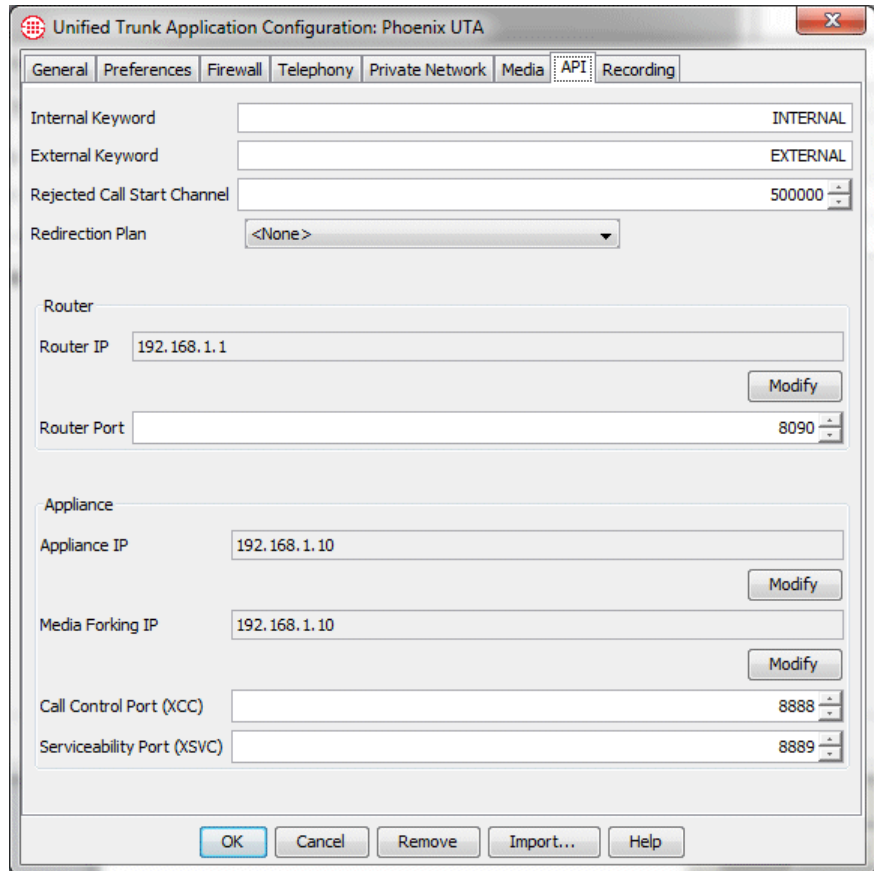 Unified Trunk Application Configuration: Phoenix UTA
General Preferences Firewall Telephony Private Network Media API Recording
Internal Keyword INTERNAL
External Keyword EXTERNAL
Rejected Call Start Channel 500000
Redirection Plan <None>
Router
Router IP 192.168.1.1
Modify
Router Port 8090
Appliance
Appliance IP 192.168.1.10
Modify
Media Forking IP 192.168.1.10
Modify
Call Control Port (XCC) 8888
Serviceability Port (XSVC) 8889
OK Cancel Remove Import... Help